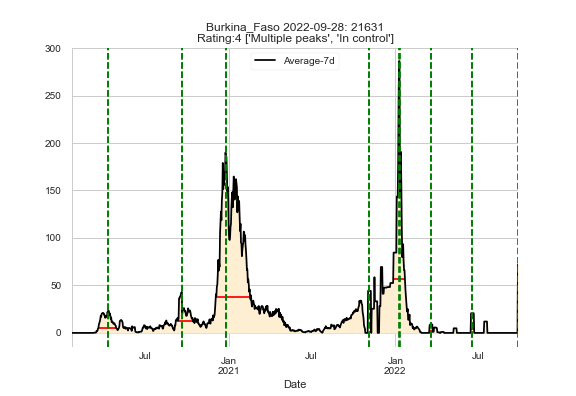 Burkina_Faso 2022-09-28: 21631
Rating:4 ['Multiple peaks', 'In control']
Average-7d
300
250
200
150
100
50
0
Jul
Jan
2021
Jul
Jan
2022
Jul
Date